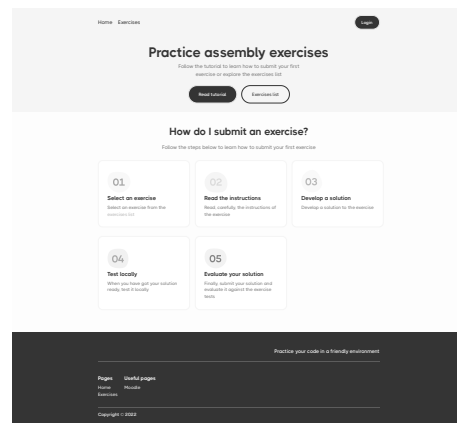 Home Exercises
Login
Practice assembly exercises
Follow the tutorial to learn how to submit your first
exercise or explore the exercises list
Read tutorial
Exercises list
How do I submit an exercise?
Follow the steps below to learn how to submit your first exercise
01
Select an exercise
Select an exercise from the
exercises list
02
Read the instructions
Read, carefully, the instructions of
the exercise
03
Develop a solution
Develop a solution to the exercise
04
Test locally
When you have got your solution
ready, test it locally
05
Evaluate your solution
Finally, submit your solution and
evaluate it against the exercise
tests
Practice your code in a friendly environment
Pages
Home
Exercises
Useful pages
Moodle
Copyright © 2022